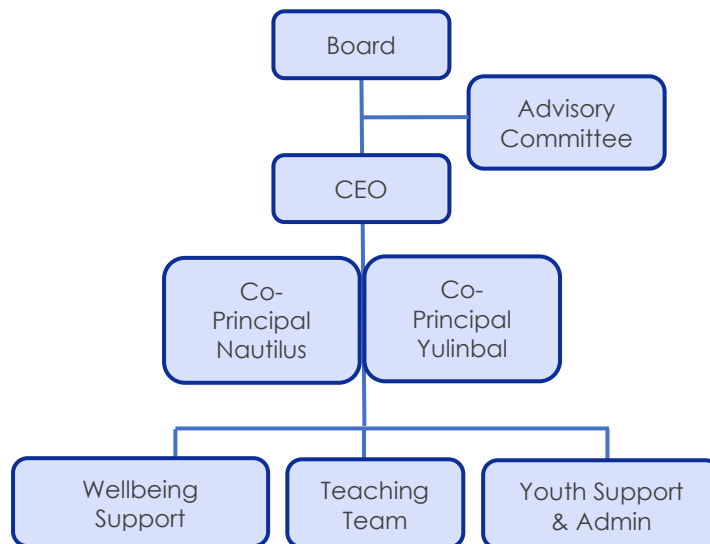 Board
Advisory
Committee
CEO
Co-
Principal
Nautilus
Co-
Principal
Yulinbal
Wellbeing
Support
Teaching
Team
Youth Support
& Admin